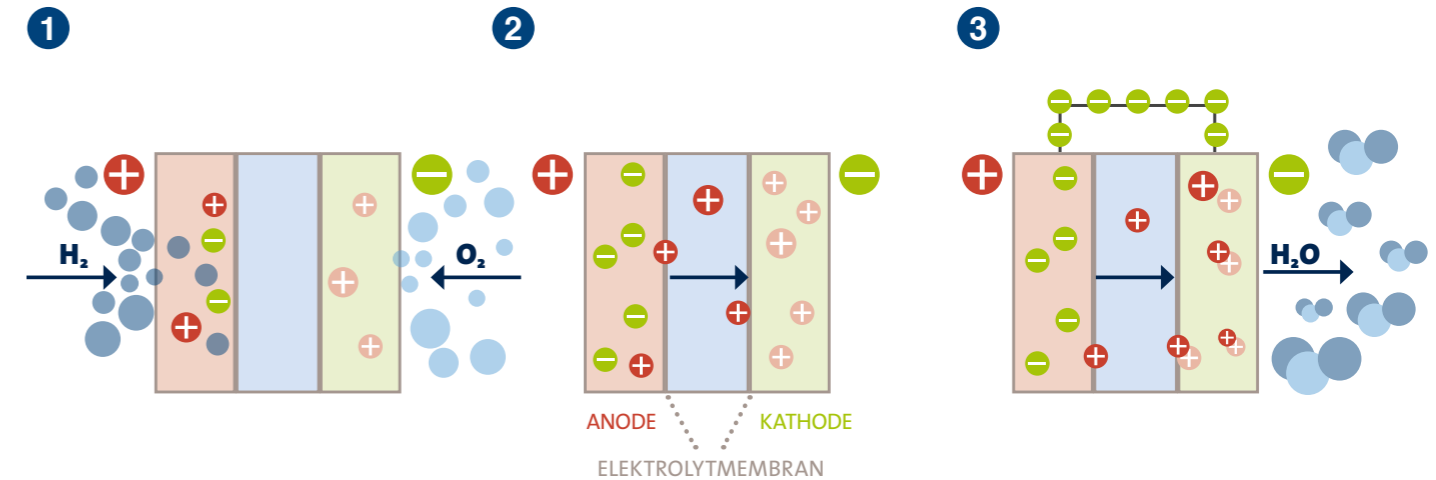 1
2
3
H₂
O₂
H₂O
ANODE
KATHODE
ELEKTROLYTMEMBRAN